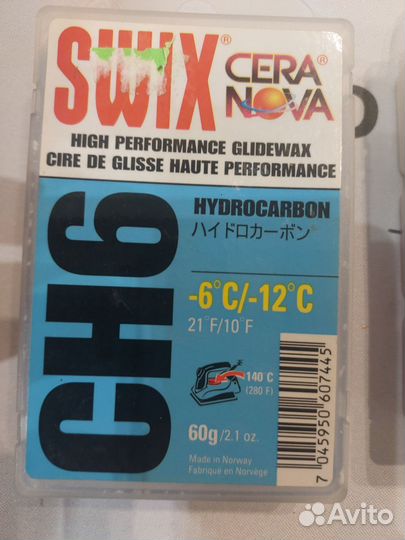 SWIX®
CERA®
NOVA
HIGH PERFORMANCE GLIDEWAX
CIRE DE GLISSE HAUTE PERFORMANCE
CH6
HYDROCARBON
ハイドロカーボン
-6°C/-12°C
21°F/10°F
140°C
(280 F)
60g/2.1 oz.
Made in Norway
Fabriqué en Norvège
7 045950 607445
Avito